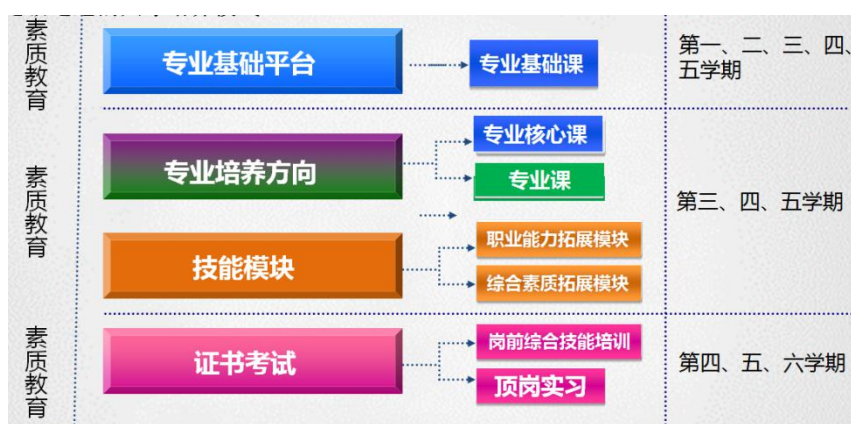 素质教育
专业基础平台
专业基础课
第一、二、三、四、
五学期
素质教育
专业培养方向
专业核心课
专业课
第三、四、五学期
技能模块
职业能力拓展模块
综合素质拓展模块
素质教育
证书考试
岗前综合技能培训
顶岗实习
第四、五、六学期